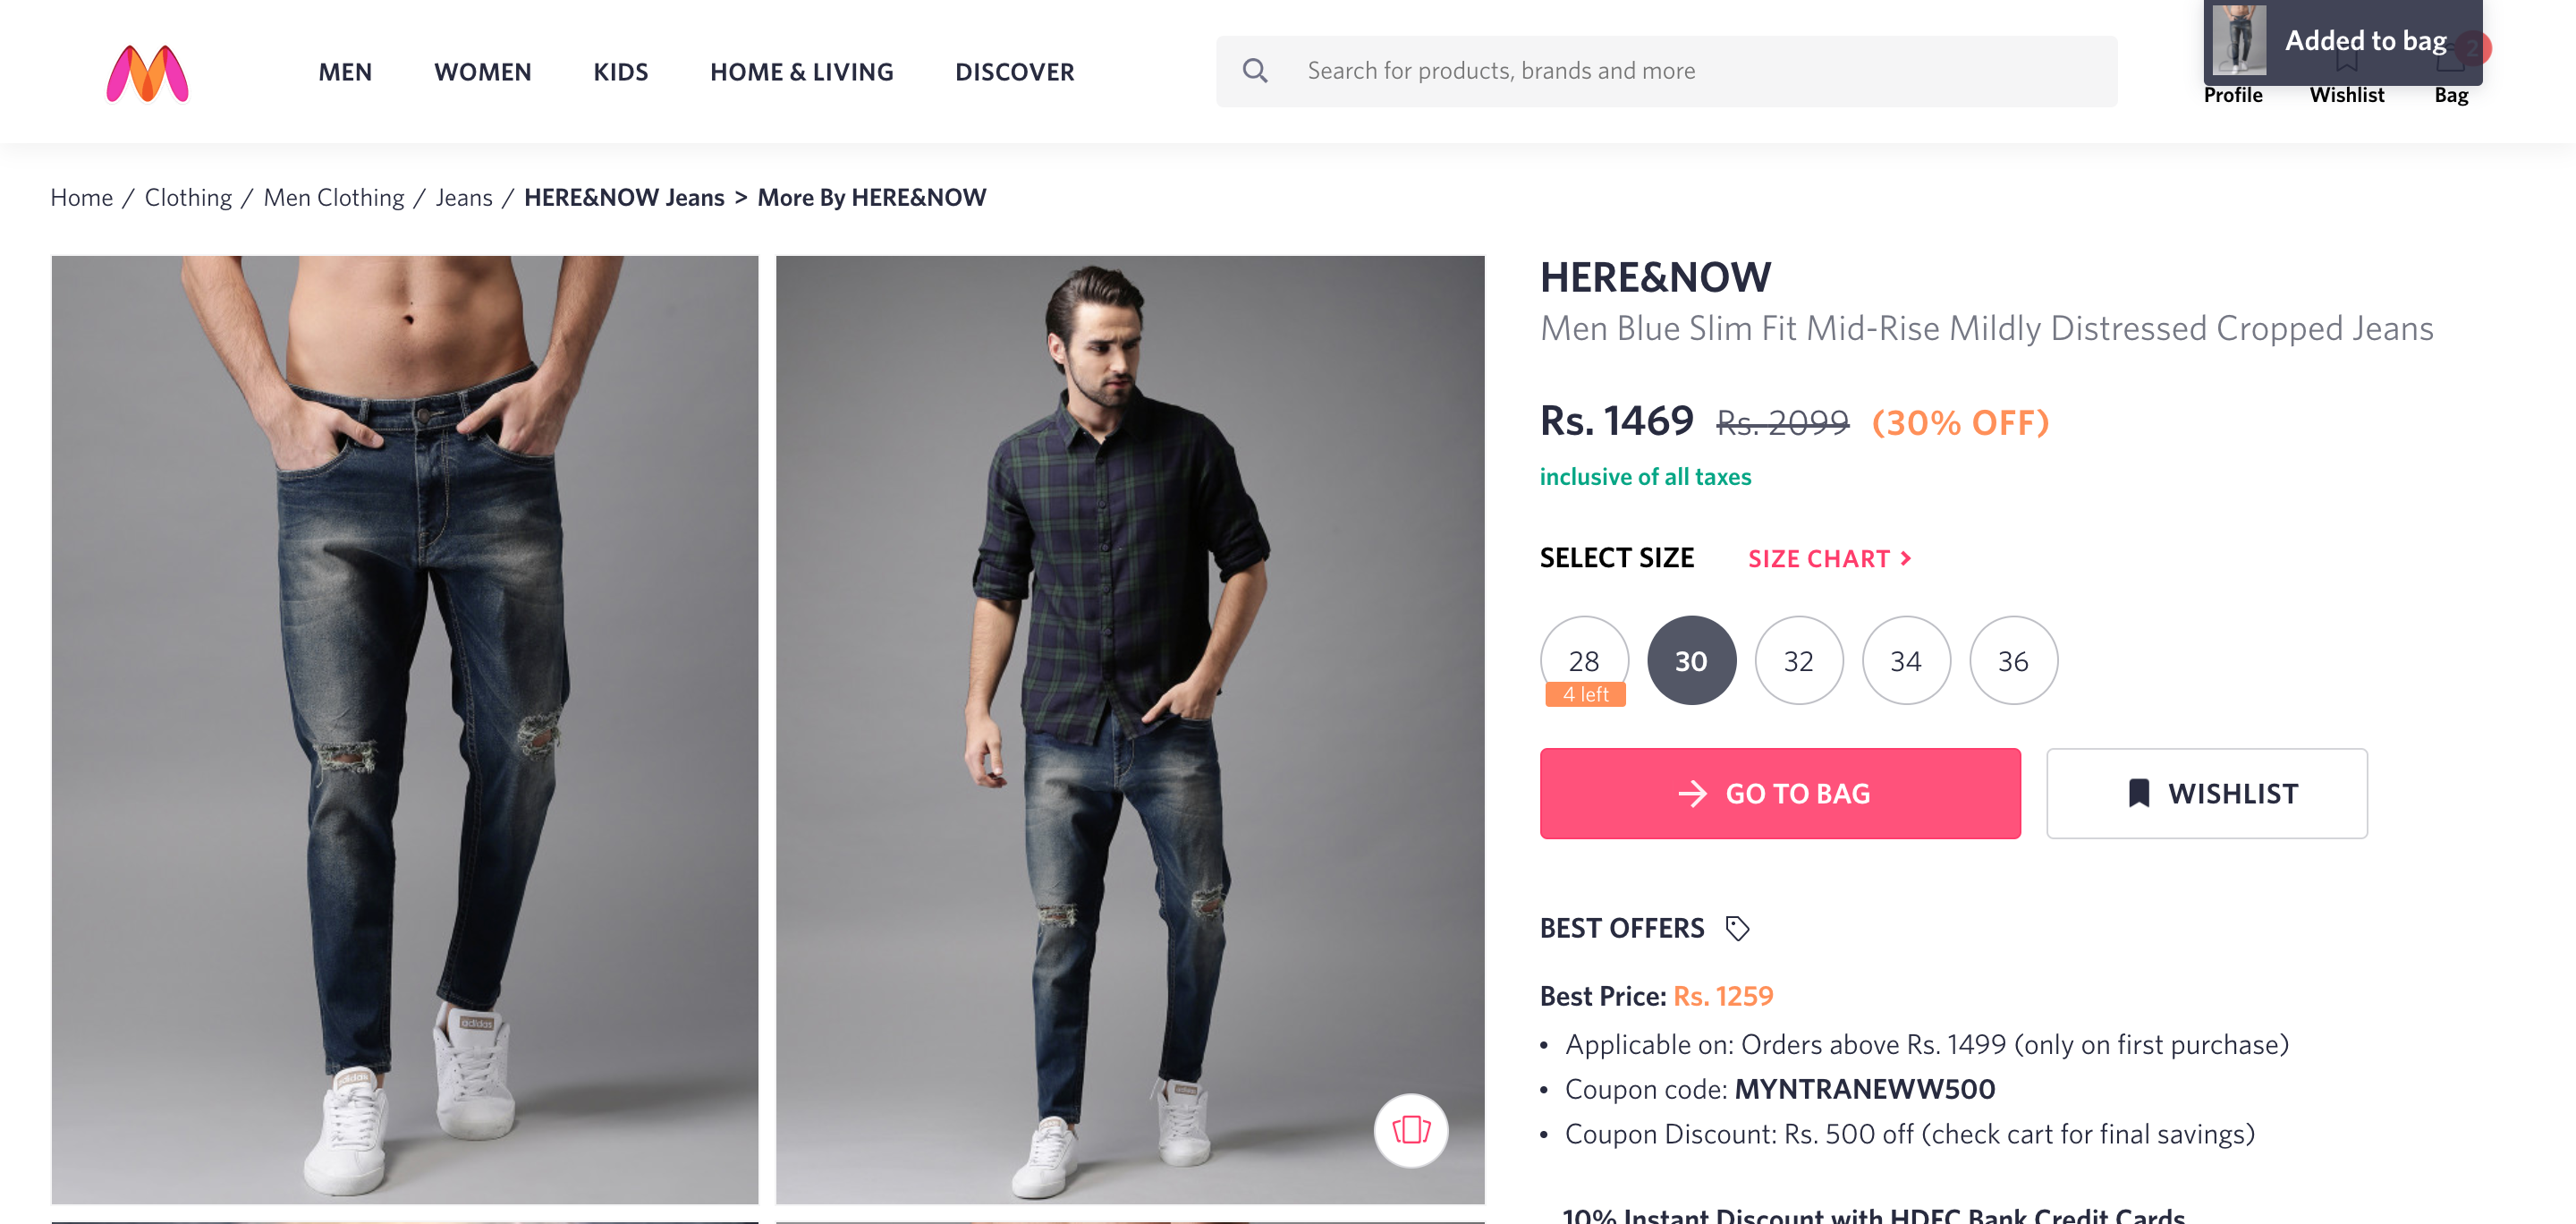 MEN WOMEN KIDS HOME & LIVING DISCOVER
Search for products, brands and more
Added to bag
2
Profile Wishlist Bag
Home / Clothing / Men Clothing / Jeans / HERE&NOW Jeans > More By HERE&NOW
HERE&NOW
Men Blue Slim Fit Mid-Rise Mildly Distressed Cropped Jeans
Rs. 1469 Rs. 2099 (30% OFF)
inclusive of all taxes
SELECT SIZE SIZE CHART >
28 30 32 34 36
4 left
GO TO BAG WISHLIST
BEST OFFERS
Best Price: Rs. 1259
• Applicable on: Orders above Rs. 1499 (only on first purchase)
• Coupon code: MYNTRANEWW500
• Coupon Discount: Rs. 500 off (check cart for final savings)
10% Instant Discount with HDFC Bank Credit Cards
adidas
adidas